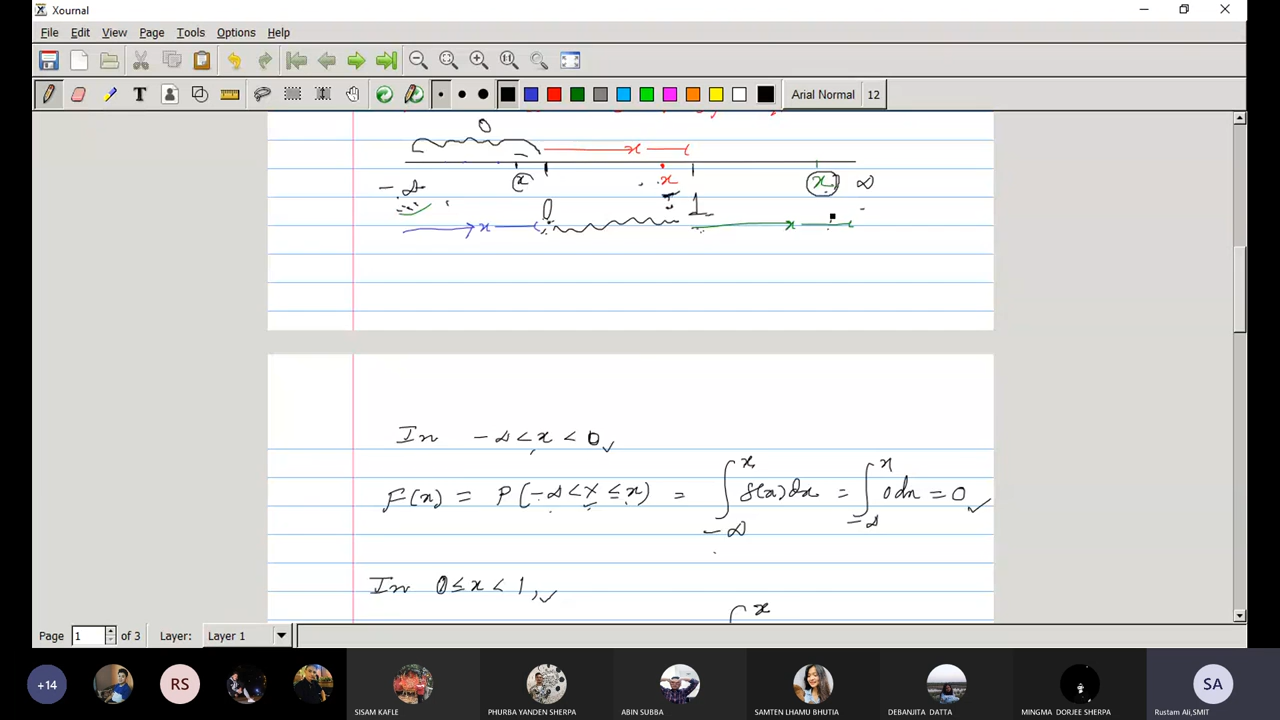 Xournal
File Edit View Page Tools Options Help
Arial Normal 12
0
x
x x x ∞
-∞
0 1
x x
In -∞ < x < 0
F(x) = P(-∞ < X ≤ x) = ∫ f(x)dx = ∫ 0 dx = 0
x x
-∞ -∞
In 0 ≤ x < 1,
x
Page 1 of 3 Layer: Layer 1
+14 RS SA
SISAM KAFLE PHURBA YANDEN SHERPA ABIN SUBBA SAMTEN LHAMU BHUTIA DEBANJITA DATTA MINGMA DORJEE SHERPA Rustam Ali,SMIT